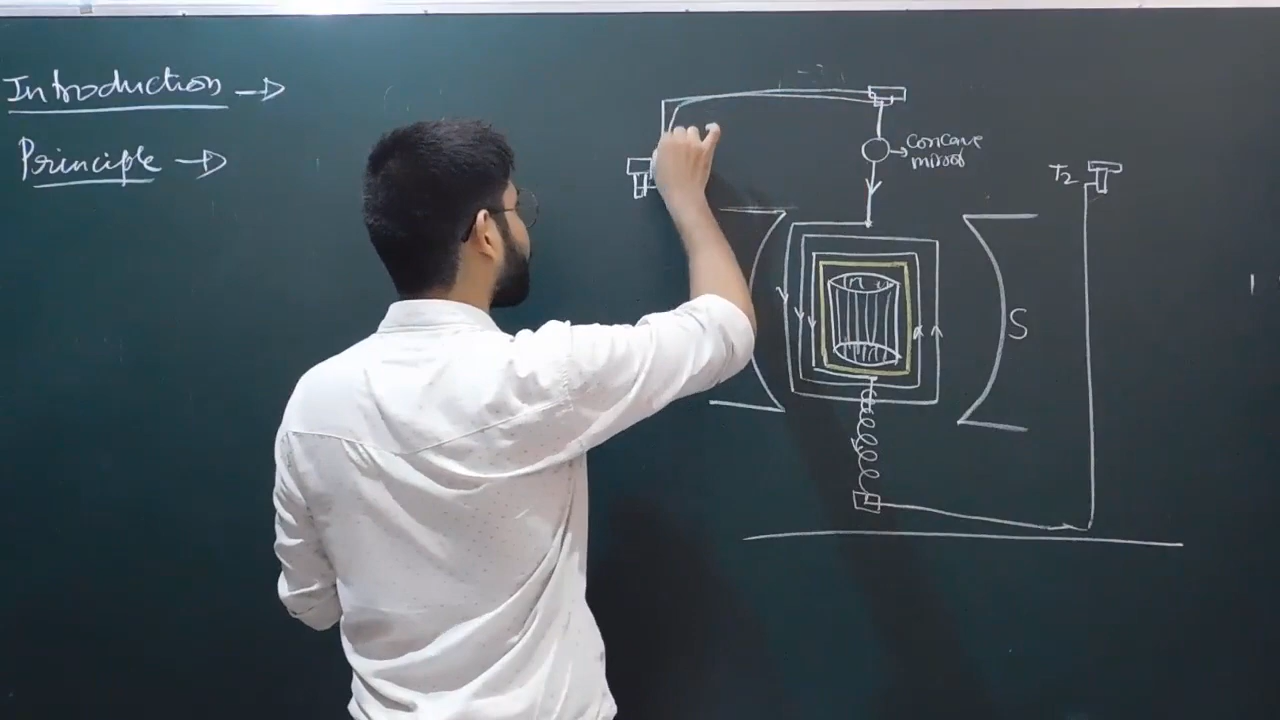 Introduction →
Principle →
Concave
mirror
T2
S